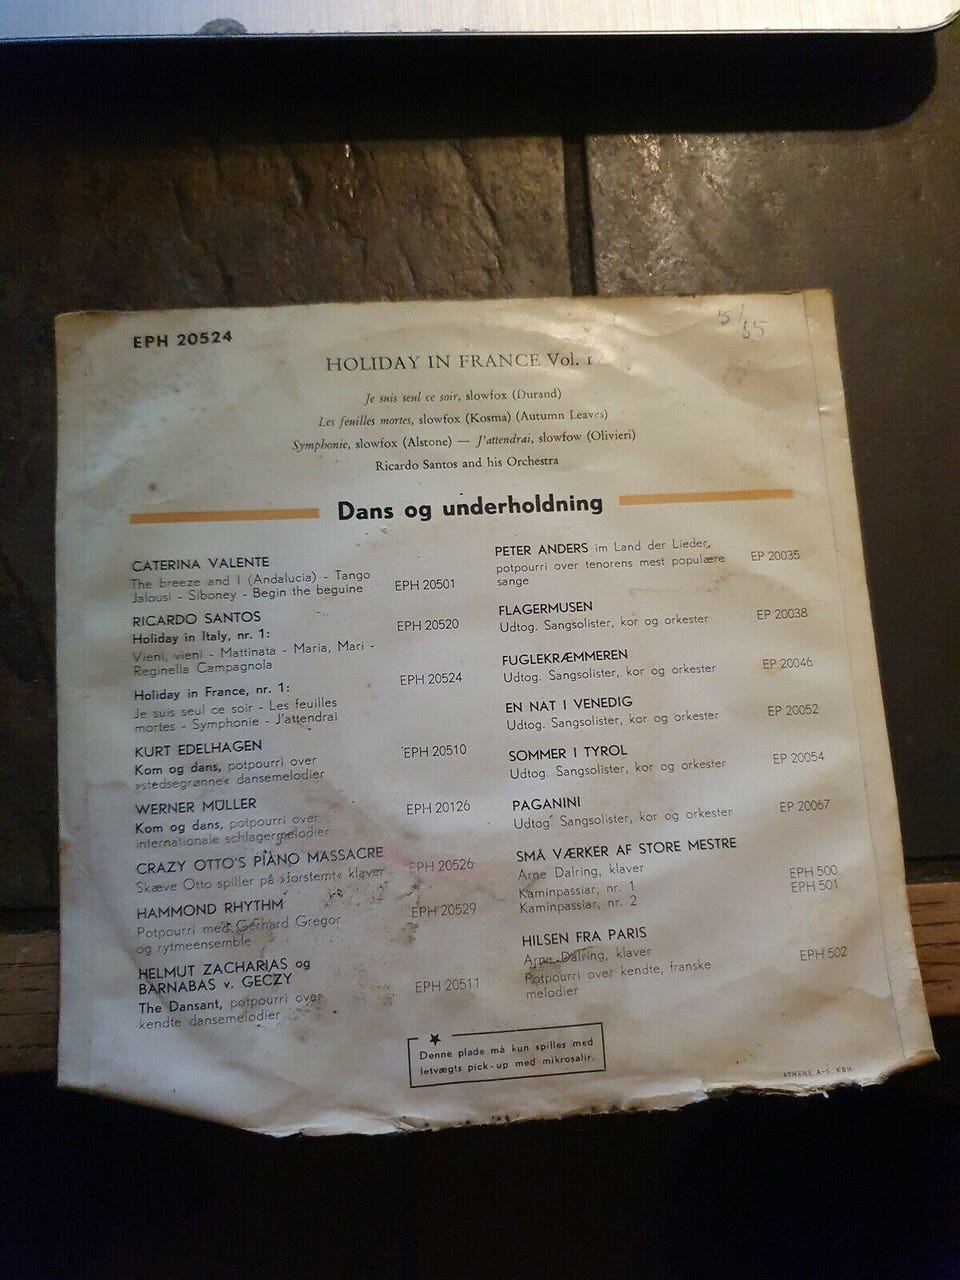 EPH 20524
5/65
HOLIDAY IN FRANCE Vol. 1
Je suis seul ce soir, slowfox (Durand)
Les feuilles mortes, slowfox (Kosma) (Autumn Leaves)
Symphonie, slowfox (Alstone) — J'attendrai, slowfow (Olivieri)
Ricardo Santos and his Orchestra
Dans og underholdning
CATERINA VALENTE
The breeze and I (Andalucia) - Tango
Jalousi - Siboney - Begin the beguine EPH 20501
RICARDO SANTOS EPH 20520
Holiday in Italy, nr. 1:
Vieni, vieni - Mattinata - Maria, Mari -
Reginella Campagnola
Holiday in France, nr. 1: EPH 20524
Je suis seul ce soir - Les feuilles
mortes - Symphonie - J'attendrai
KURT EDELHAGEN EPH 20510
Kom og dans, potpourri over
»stedsegrønne« dansemelodier
WERNER MÜLLER EPH 20126
Kom og dans, potpourri over
internationale schlagermelodier
CRAZY OTTO'S PIANO MASSACRE EPH 20526
Skæve Otto spiller på »forstemt« klaver
HAMMOND RHYTHM EPH 20529
Potpourri med Gerhard Gregor
og rytmeensemble
HELMUT ZACHARIAS og
BARNABAS v. GECZY EPH 20511
The Dansant, potpourri over
kendte dansemelodier
PETER ANDERS im Land der Lieder, EP 20035
potpourri over tenorens mest populære
sange
FLAGERMUSEN EP 20038
Udtog. Sangsolister, kor og orkester
FUGLEKRÆMMEREN EP 20046
Udtog. Sangsolister, kor og orkester
EN NAT I VENEDIG EP 20052
Udtog. Sangsolister, kor og orkester
SOMMER I TYROL EP 20054
Udtog. Sangsolister, kor og orkester
PAGANINI EP 20067
Udtog. Sangsolister, kor og orkester
SMÅ VÆRKER AF STORE MESTRE
Arne Dalring, klaver
Kaminpassiar, nr. 1 EPH 500
Kaminpassiar, nr. 2 EPH 501
HILSEN FRA PARIS
Arne Dalring, klaver EPH 502
Potpourri over kendte, franske
melodier
Denne plade må kun spilles med
letvægts pick-up med mikrosafir.
ATHENE A-S. KBH.